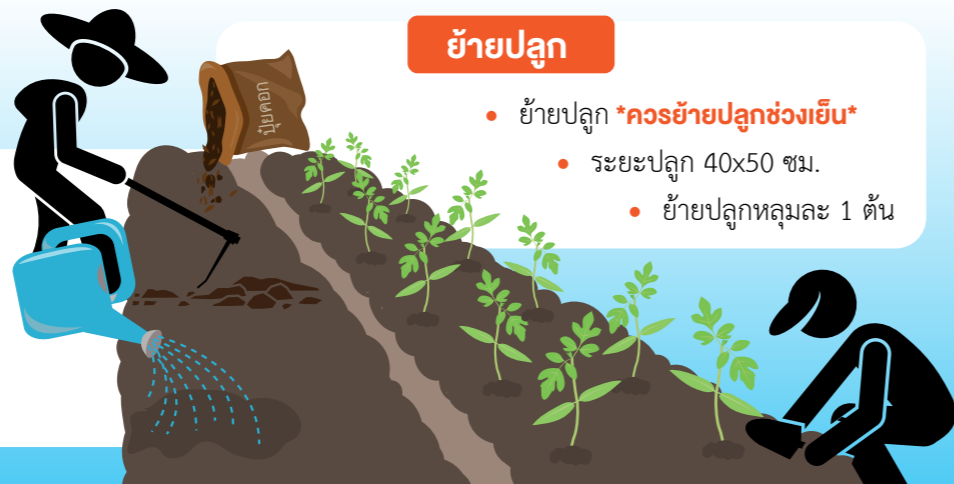 ย้ายปลูก
ปุ๋ยคอก
• ย้ายปลูก *ควรย้ายปลูกช่วงเย็น*
• ระยะปลูก 40x50 ซม.
• ย้ายปลูกหลุมละ 1 ต้น